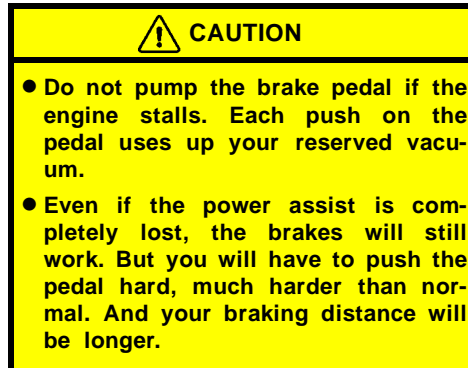 CAUTION
● Do not pump the brake pedal if the
engine stalls. Each push on the
pedal uses up your reserved vacu-
um.
● Even if the power assist is com-
pletely lost, the brakes will still
work. But you will have to push the
pedal hard, much harder than nor-
mal. And your braking distance will
be longer.